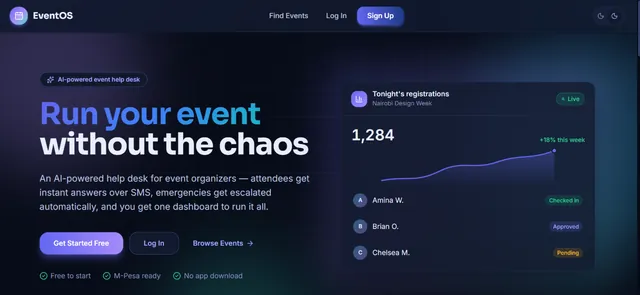 EventOS
Find Events
Log In
Sign Up
AI-powered event help desk
Run your event
without the chaos
An AI-powered help desk for event organizers — attendees get
instant answers over SMS, emergencies get escalated
automatically, and you get one dashboard to run it all.
Get Started Free
Log In
Browse Events →
Free to start
M-Pesa ready
No app download
Tonight's registrations
Nairobi Design Week
Live
1,284
+18% this week
A
Amina W.
Checked in
B
Brian O.
Approved
C
Chelsea M.
Pending